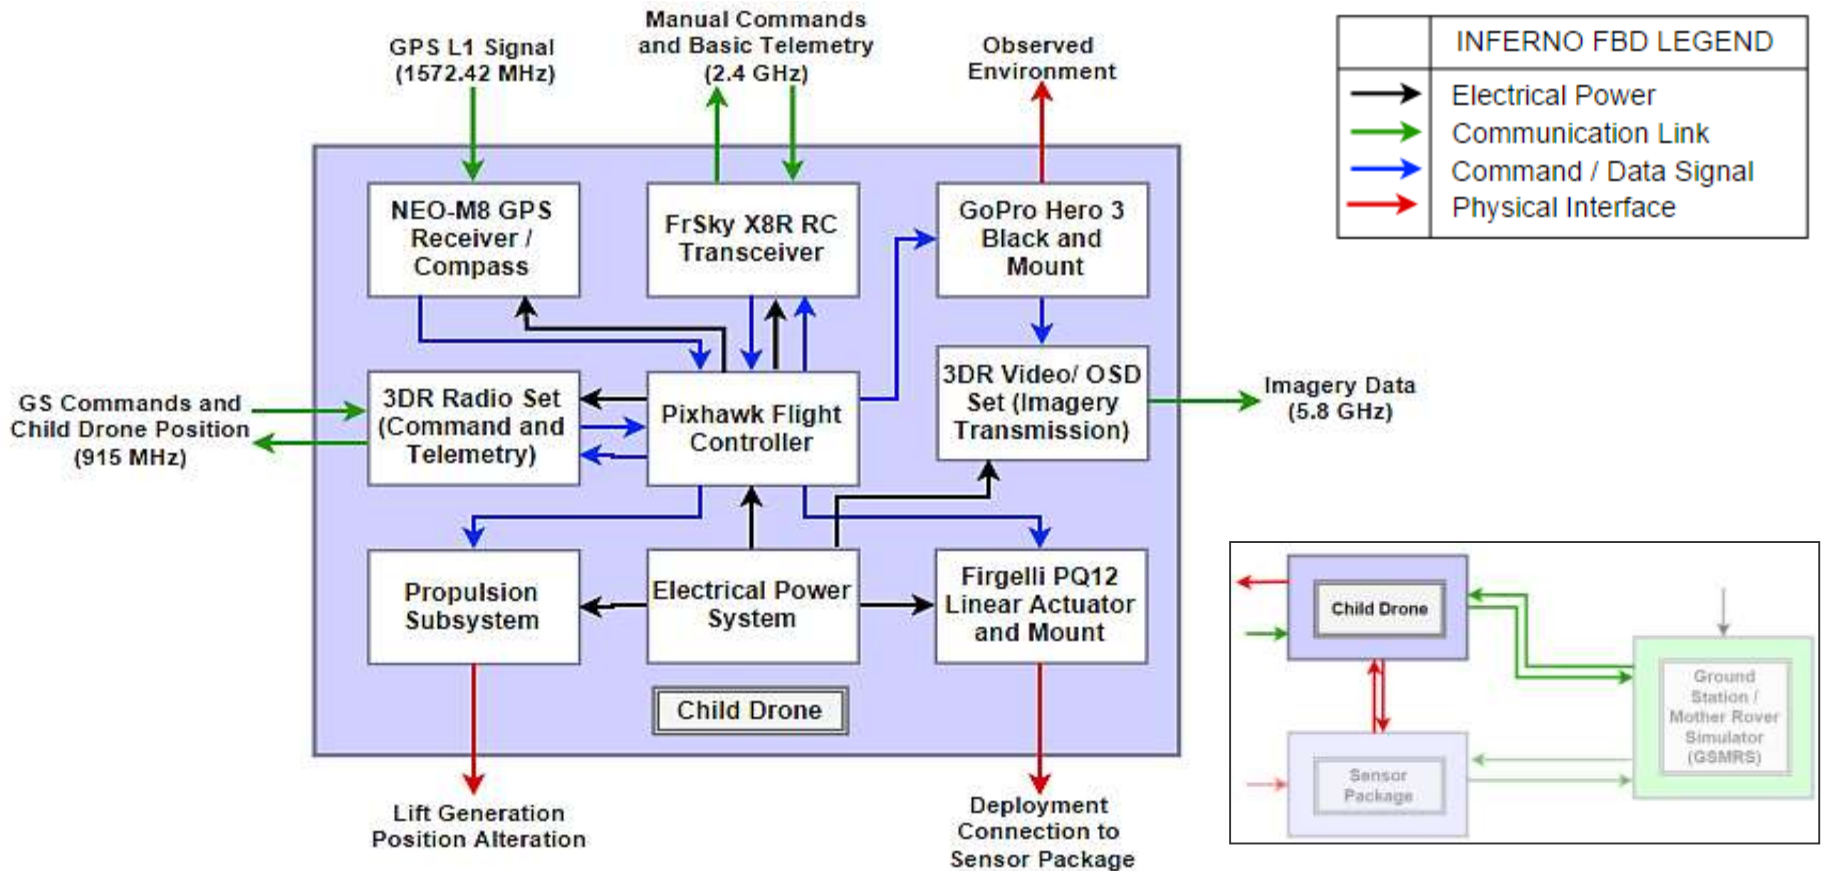 GPS L1 Signal
(1572.42 MHz)
Manual Commands
and Basic Telemetry
(2.4 GHz)
Observed
Environment
INFERNO FBD LEGEND
Electrical Power
Communication Link
Command / Data Signal
Physical Interface
NEO-M8 GPS
Receiver /
Compass
FrSky X8R RC
Transceiver
GoPro Hero 3
Black and
Mount
GS Commands and
Child Drone Position
(915 MHz)
3DR Radio Set
(Command and
Telemetry)
Pixhawk Flight
Controller
3DR Video/ OSD
Set (Imagery
Transmission)
Imagery Data
(5.8 GHz)
Propulsion
Subsystem
Electrical Power
System
Firgelli PQ12
Linear Actuator
and Mount
Child Drone
Lift Generation
Position Alteration
Deployment
Connection to
Sensor Package
Child Drone
Ground
Station /
Mother Rover
Simulator
(GSMRS)
Sensor
Package